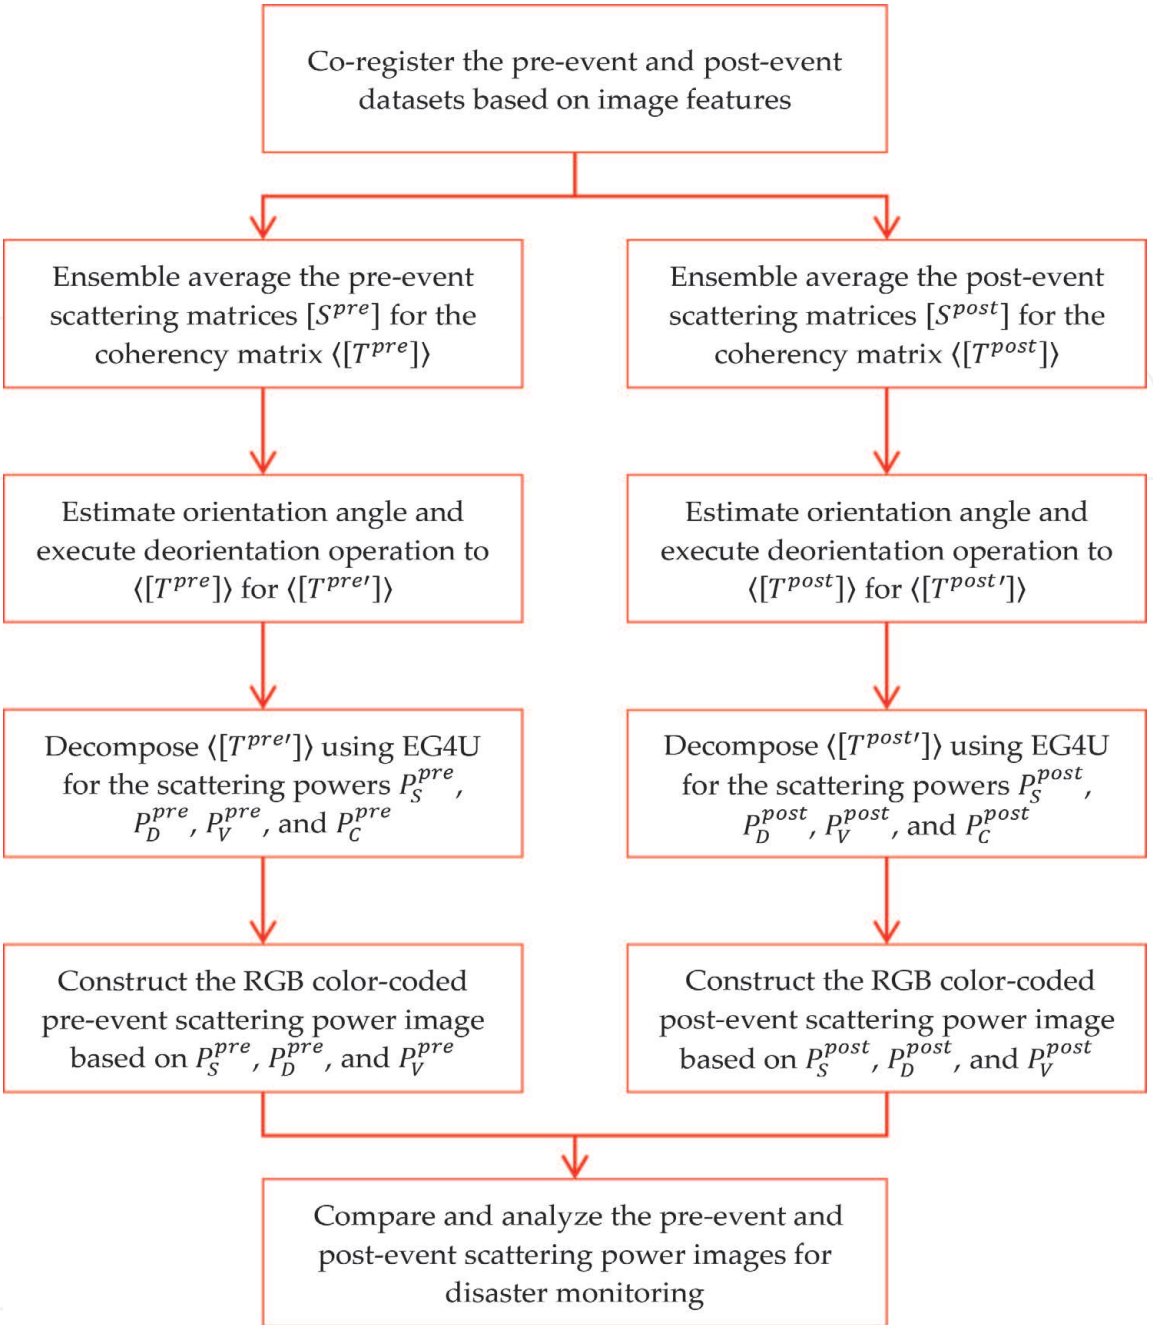 Co-register the pre-event and post-event
datasets based on image features
Ensemble average the pre-event
scattering matrices [S^{pre}] for the
coherency matrix ⟨[T^{pre}]⟩
Ensemble average the post-event
scattering matrices [S^{post}] for the
coherency matrix ⟨[T^{post}]⟩
Estimate orientation angle and
execute deorientation operation to
⟨[T^{pre}]⟩ for ⟨[T^{pre′}]⟩
Estimate orientation angle and
execute deorientation operation to
⟨[T^{post}]⟩ for ⟨[T^{post′}]⟩
Decompose ⟨[T^{pre′}]⟩ using EG4U
for the scattering powers P_S^{pre},
P_D^{pre}, P_V^{pre}, and P_C^{pre}
Decompose ⟨[T^{post′}]⟩ using EG4U
for the scattering powers P_S^{post},
P_D^{post}, P_V^{post}, and P_C^{post}
Construct the RGB color-coded
pre-event scattering power image
based on P_S^{pre}, P_D^{pre}, and P_V^{pre}
Construct the RGB color-coded
post-event scattering power image
based on P_S^{post}, P_D^{post}, and P_V^{post}
Compare and analyze the pre-event and
post-event scattering power images for
disaster monitoring